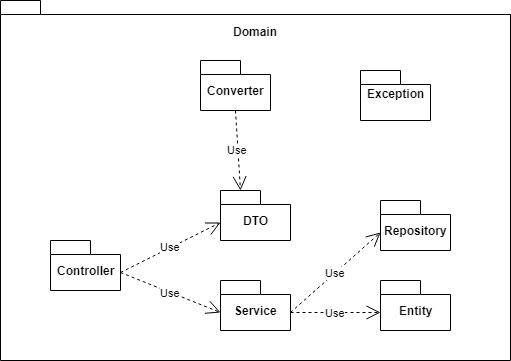 Domain
Converter
Exception
Use
DTO
Repository
Use
Controller
Use
Use
Service
Use
Entity